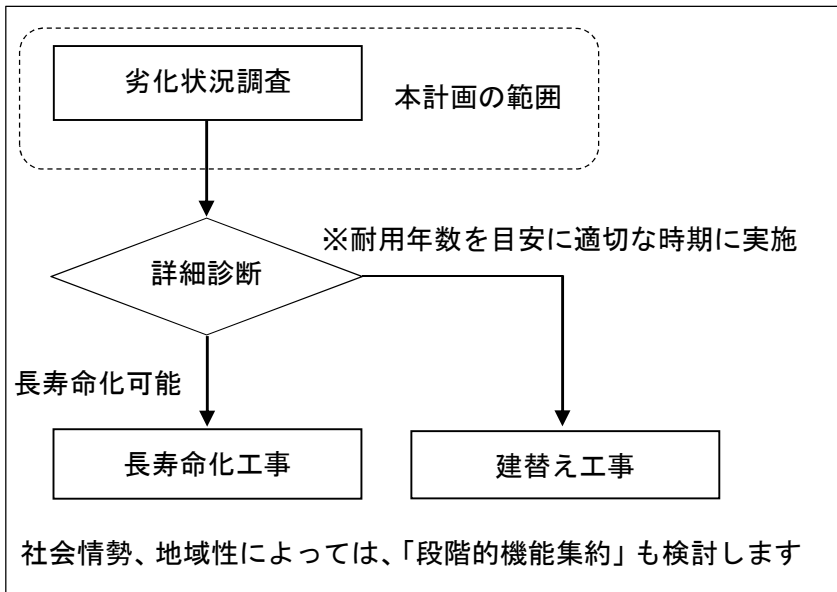 劣化状況調査
本計画の範囲
※耐用年数を目安に適切な時期に実施
詳細診断
長寿命化可能
長寿命化工事
建替え工事
社会情勢、地域性によっては、「段階的機能集約」も検討します